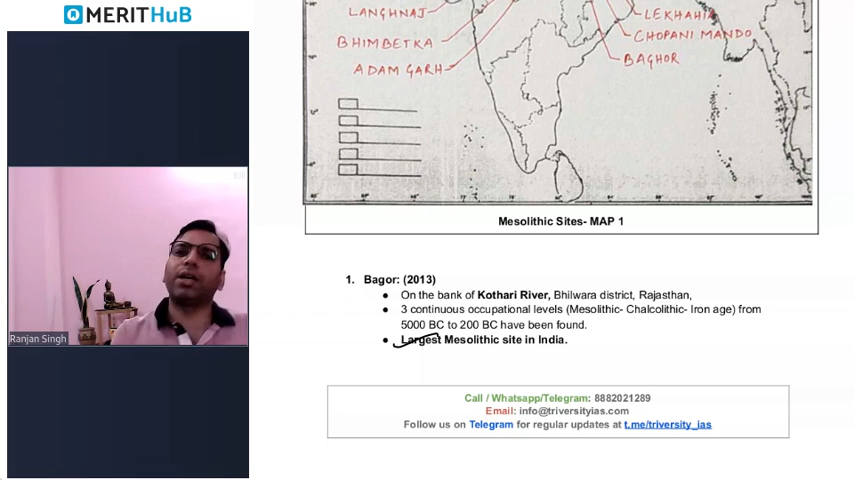 MERITHUB
LANGHNAJ
LEKHAHIA
BHIMBETKA
CHOPANI MANDO
ADAM GARH
BAGHOR
Mesolithic Sites- MAP 1
Ranjan Singh
1. Bagor: (2013)
● On the bank of Kothari River, Bhilwara district, Rajasthan,
● 3 continuous occupational levels (Mesolithic- Chalcolithic- Iron age) from
5000 BC to 200 BC have been found.
● Largest Mesolithic site in India.
Call / Whatsapp/Telegram: 8882021289
Email: info@triversityias.com
Follow us on Telegram for regular updates at t.me/triversity_ias